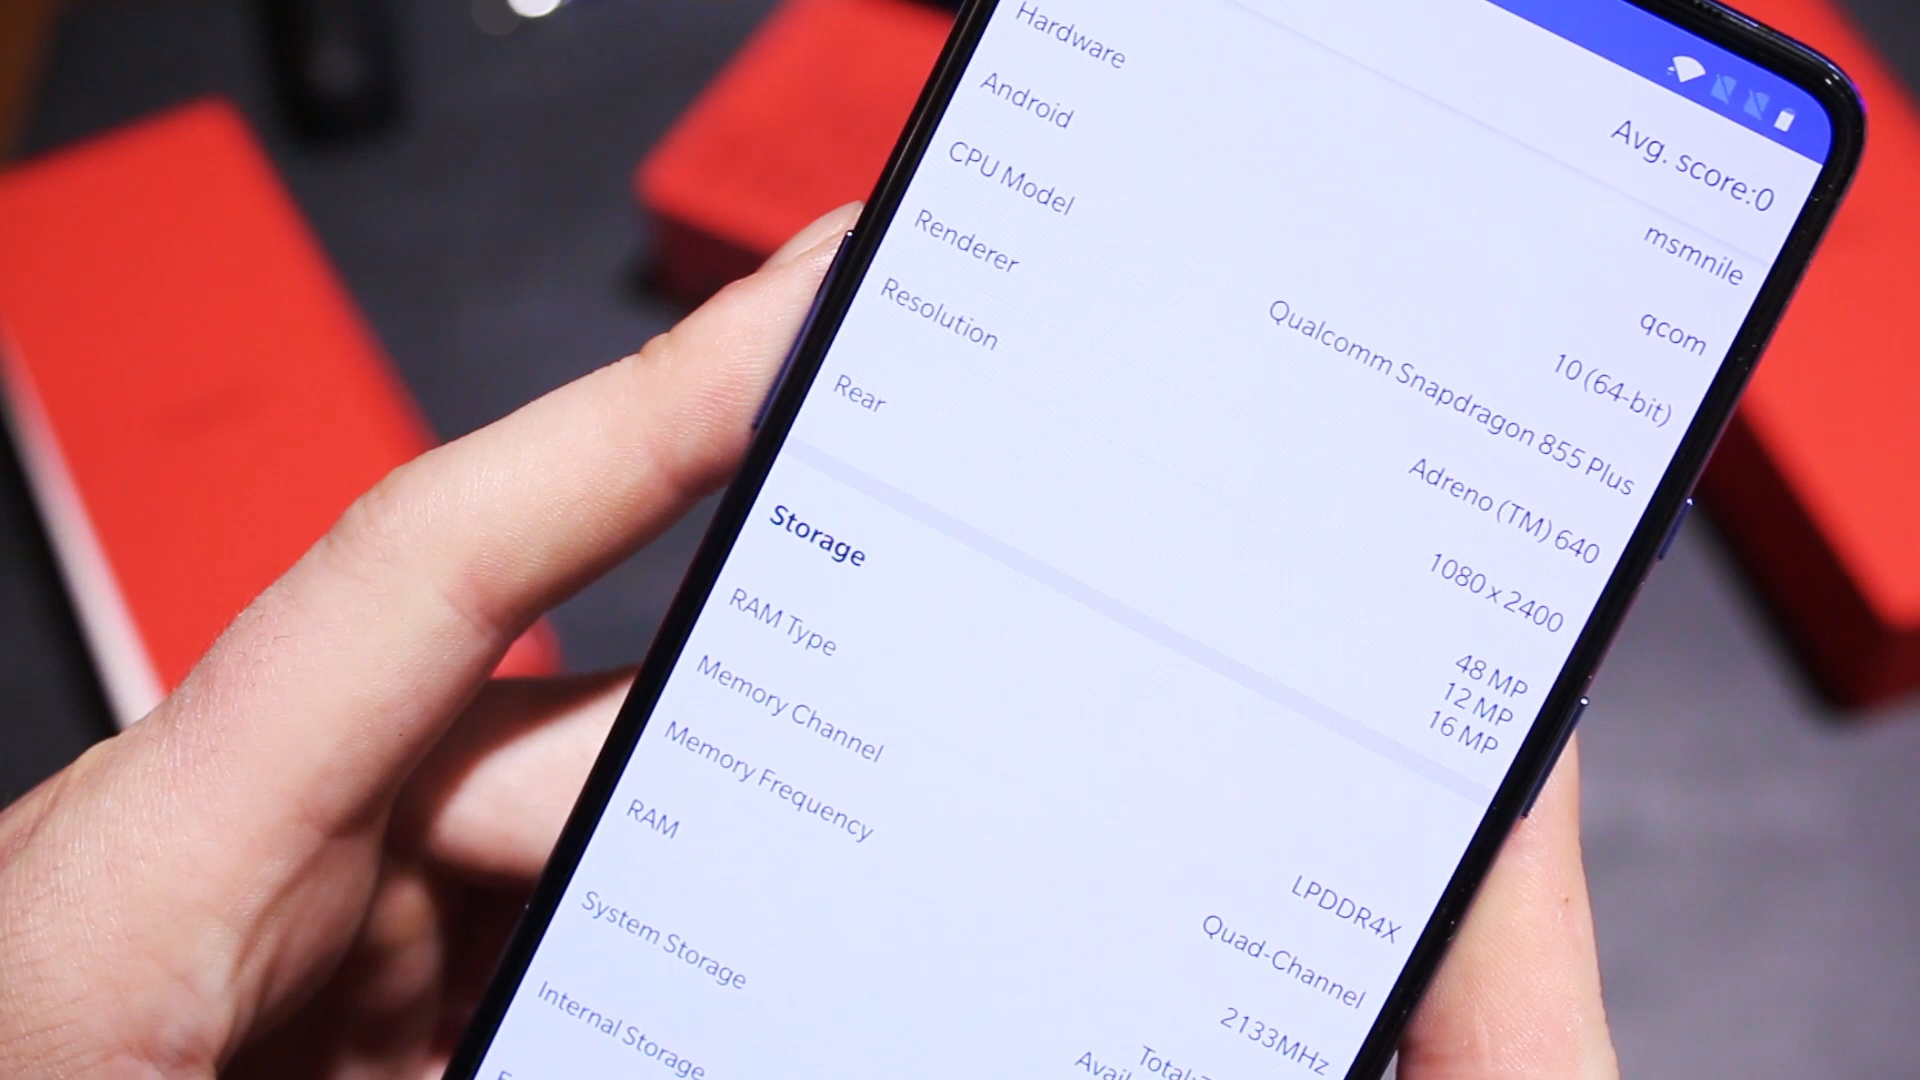 Avg. score:0
msmnile
Hardware qcom
Android 10 (64-bit)
CPU Model Qualcomm Snapdragon 855 Plus
Renderer Adreno (TM) 640
Resolution 1080 x 2400
Rear 48 MP
12 MP
16 MP
Storage
RAM Type LPDDR4X
Memory Channel Quad-Channel
Memory Frequency 2133MHz
RAM Total:
System Storage
Internal Storage